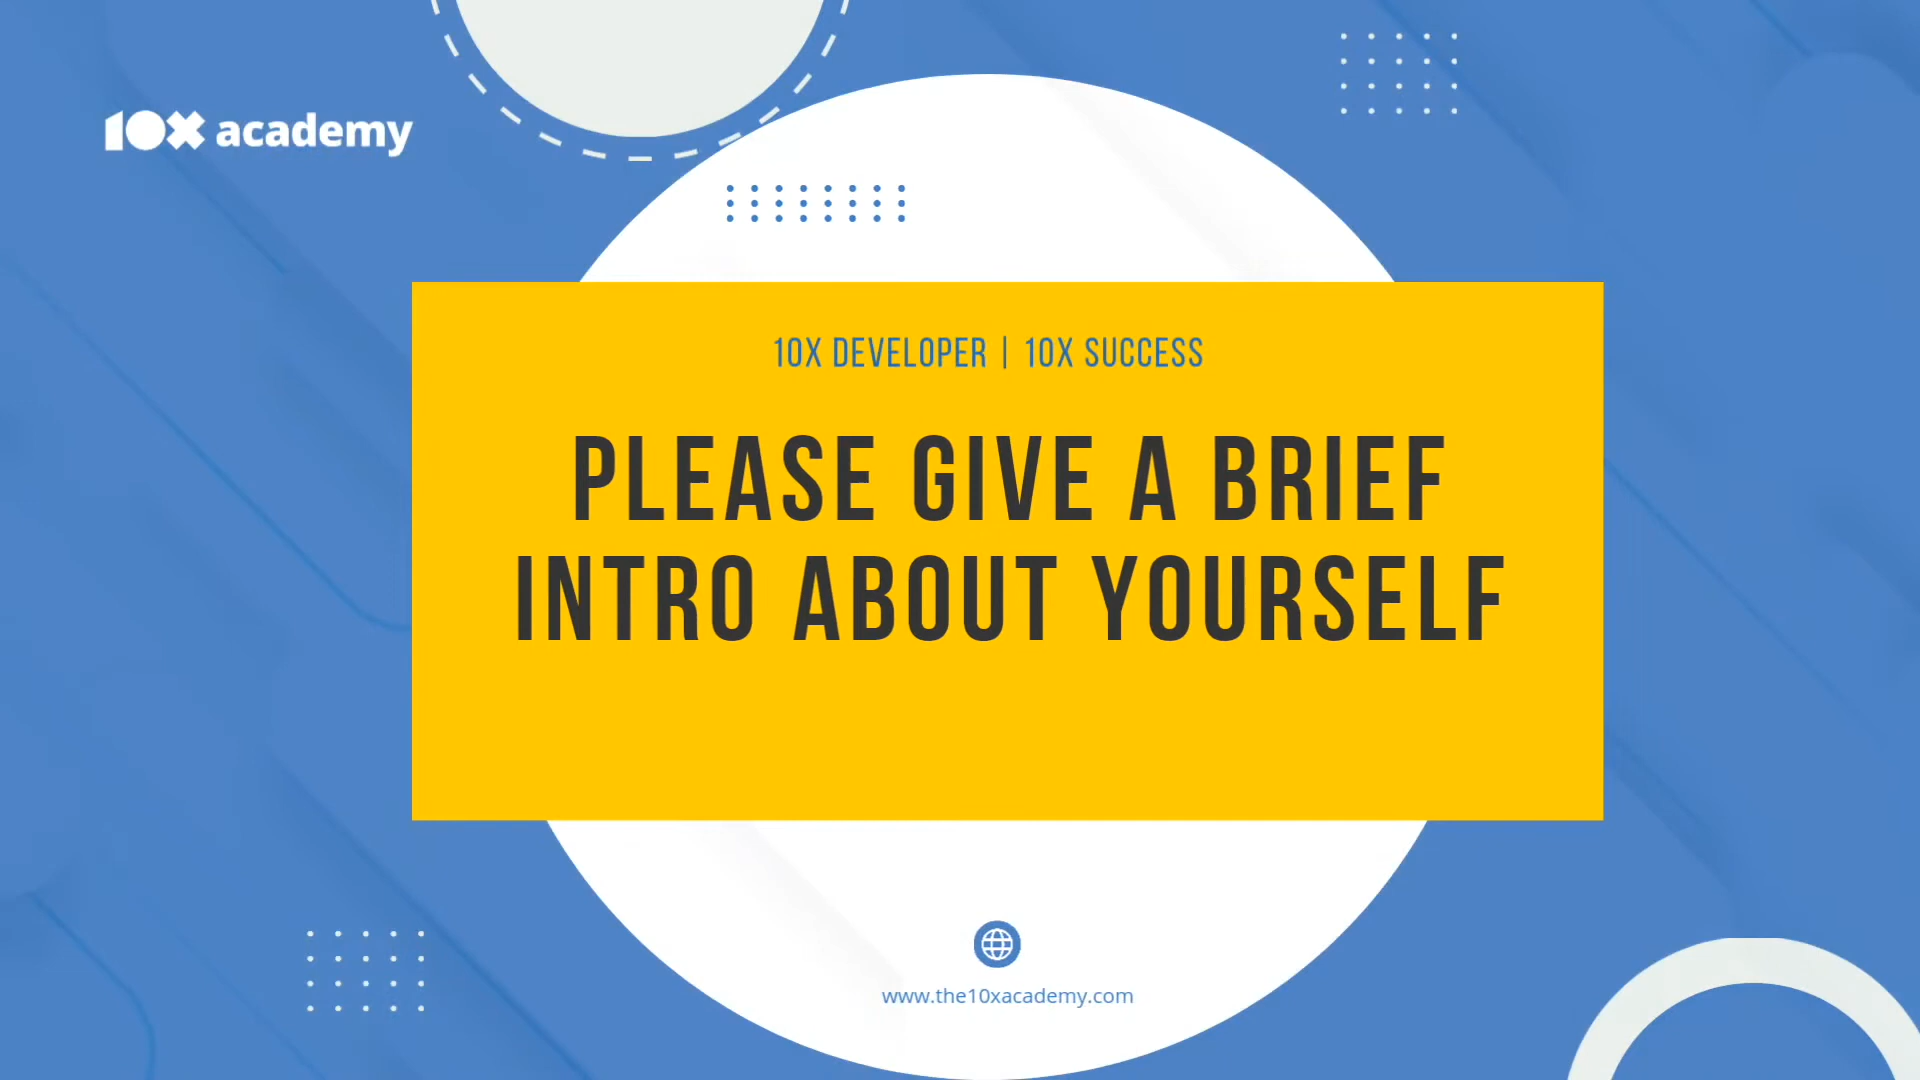 10x academy
10X DEVELOPER | 10X SUCCESS
PLEASE GIVE A BRIEF
INTRO ABOUT YOURSELF
www.the10xacademy.com